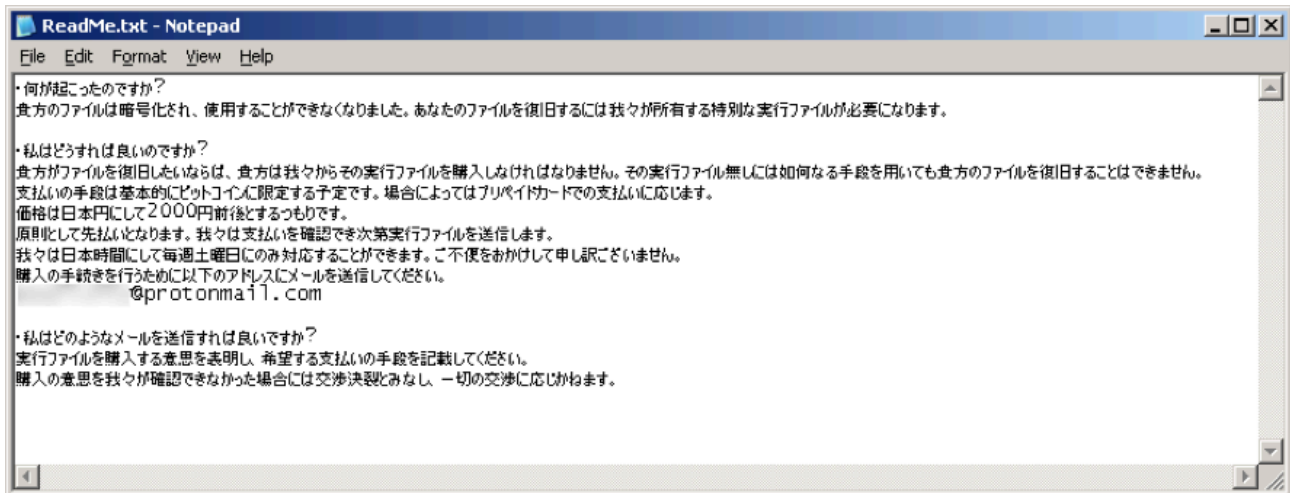 ReadMe.txt - Notepad
File Edit Format View Help
・何が起こったのですか?
貴方のファイルは暗号化され、使用することができなくなりました。あなたのファイルを復旧するには我々が所有する特別な実行ファイルが必要になります。
・私はどうすれば良いのですか?
貴方がファイルを復旧したいならば、貴方は我々からその実行ファイルを購入しなければなりません。その実行ファイル無しには如何なる手段を用いても貴方のファイルを復旧することはできません。
支払いの手段は基本的にビットコインに限定する予定です。場合によってはプリペイドカードでの支払いに応じます。
価格は日本円にして2000円前後とするつもりです。
原則として先払いとなります。我々は支払いを確認でき次第実行ファイルを送信します。
我々は日本時間にして毎週土曜日にのみ対応することができます。ご不便をおかけして申し訳ございません。
購入の手続きを行うために以下のアドレスにメールを送信してください。
@protonmail.com
・私はどのようなメールを送信すれば良いですか?
実行ファイルを購入する意思を表明し、希望する支払いの手段を記載してください。
購入の意思を我々が確認できなかった場合には交渉決裂とみなし、一切の交渉に応じかねます。